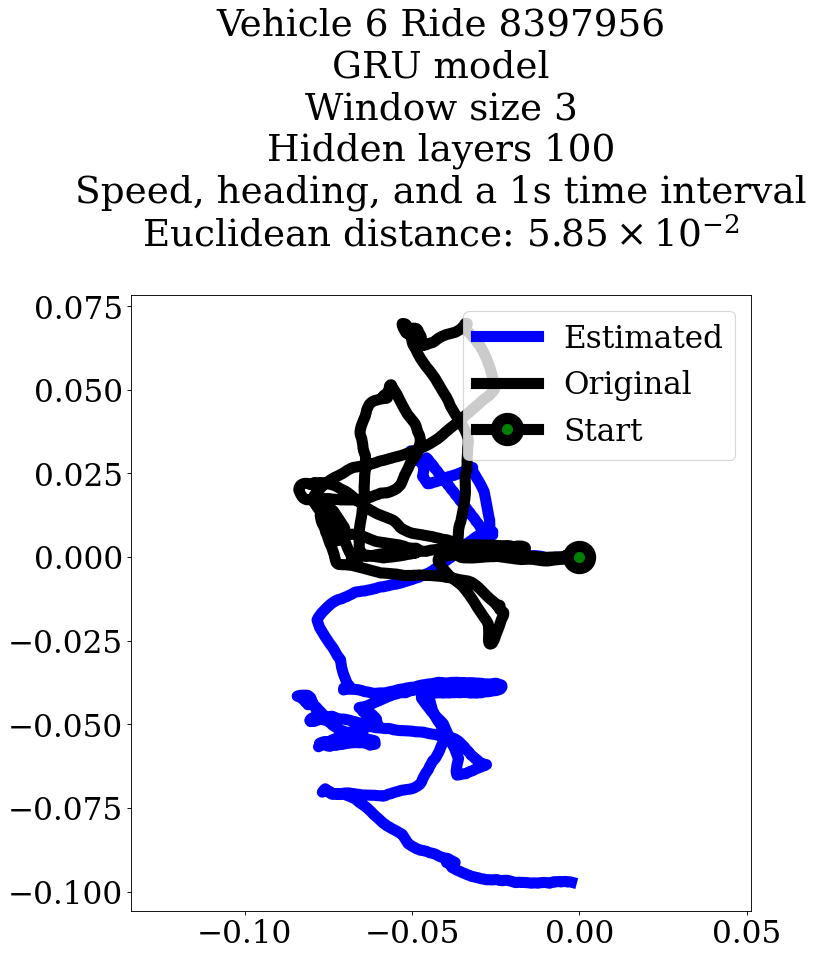 Vehicle 6 Ride 8397956
GRU model
Window size 3
Hidden layers 100
Speed, heading, and a 1s time interval
Euclidean distance: 5.85 × 10⁻²
0.075
0.050
0.025
0.000
−0.025
−0.050
−0.075
−0.100
Estimated
Original
Start
−0.10
−0.05
0.00
0.05